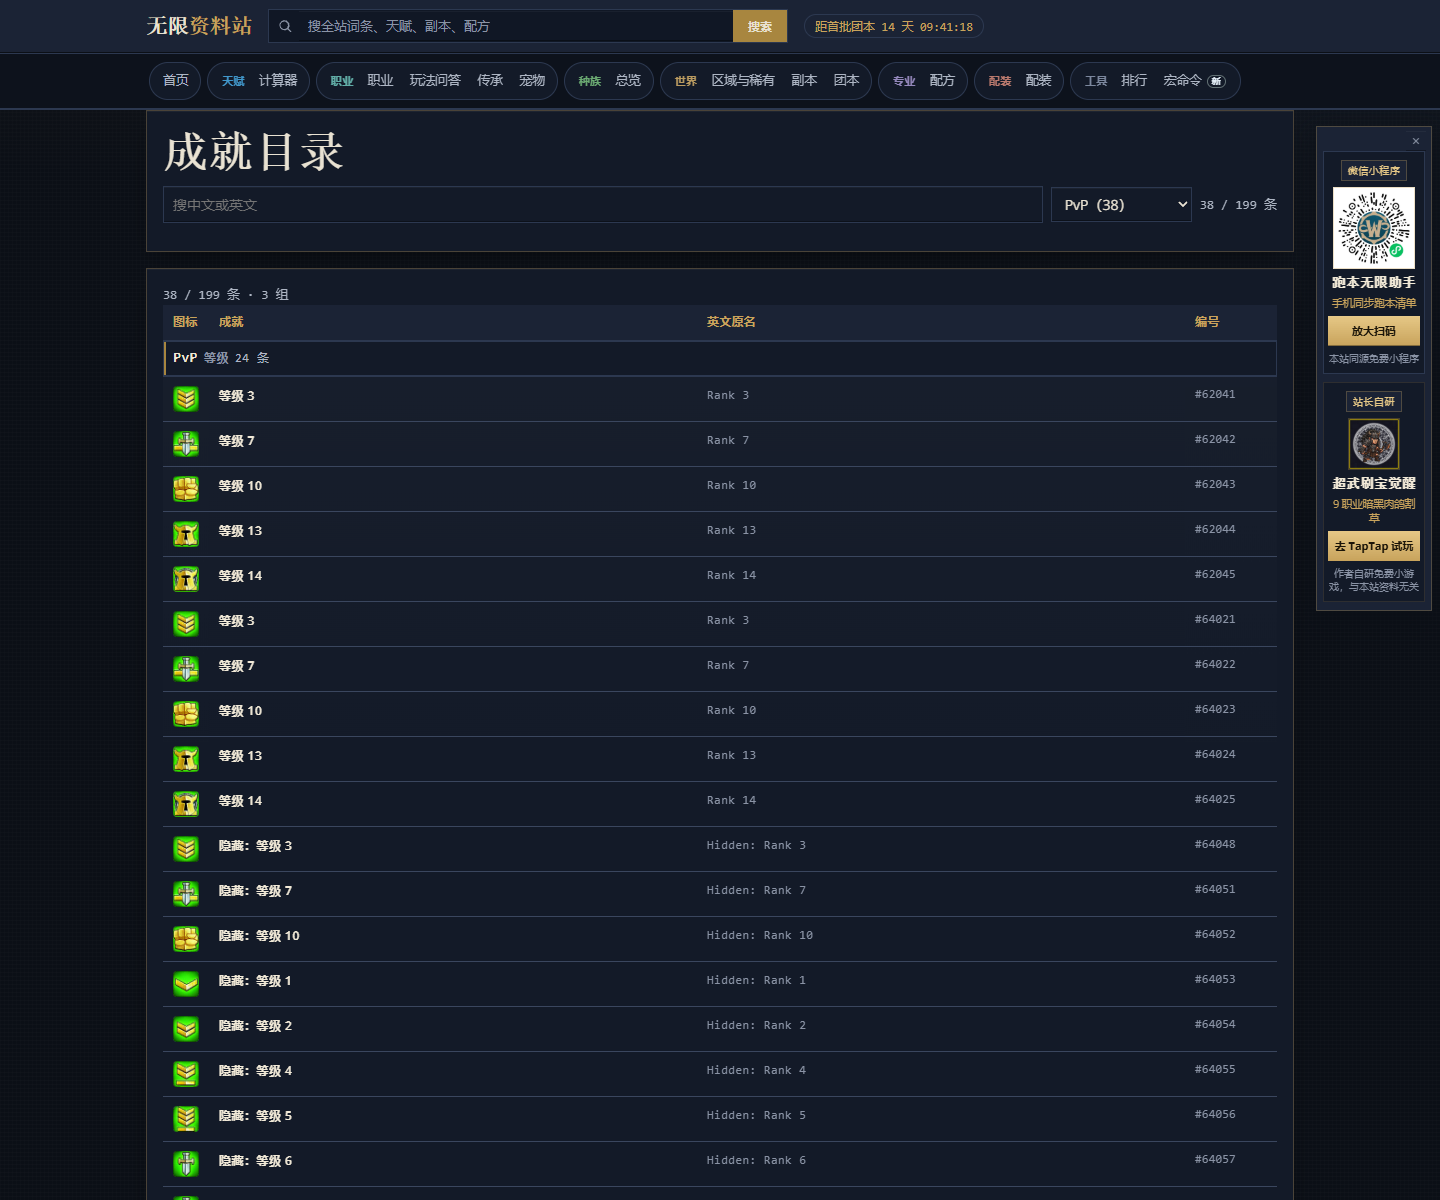 无限资料站
搜全站词条、天赋、副本、配方
搜索
距首批团本 14 天 09:41:18
首页
天赋 计算器
职业 职业 玩法问答 传承 宠物
种族 总览
世界 区域与稀有 副本 团本
专业 配方
配装 配装
工具 排行 宏命令 新
成就目录
搜中文或英文
PvP (38)
38 / 199 条
38 / 199 条 · 3 组
图标 成就 英文原名 编号
PvP 等级 24 条
等级 3 Rank 3 #62041
等级 7 Rank 7 #62042
等级 10 Rank 10 #62043
等级 13 Rank 13 #62044
等级 14 Rank 14 #62045
等级 3 Rank 3 #64021
等级 7 Rank 7 #64022
等级 10 Rank 10 #64023
等级 13 Rank 13 #64024
等级 14 Rank 14 #64025
隐藏：等级 3 Hidden: Rank 3 #64048
隐藏：等级 7 Hidden: Rank 7 #64051
隐藏：等级 10 Hidden: Rank 10 #64052
隐藏：等级 1 Hidden: Rank 1 #64053
隐藏：等级 2 Hidden: Rank 2 #64054
隐藏：等级 4 Hidden: Rank 4 #64055
隐藏：等级 5 Hidden: Rank 5 #64056
隐藏：等级 6 Hidden: Rank 6 #64057
×
微信小程序
W
跑本无限助手
手机同步跑本清单
放大扫码
本站同源免费小程序
站长自研
超武刷宝觉醒
9 职业暗黑肉鸽割
草
去 TapTap 试玩
作者自研免费小游
戏，与本站资料无关